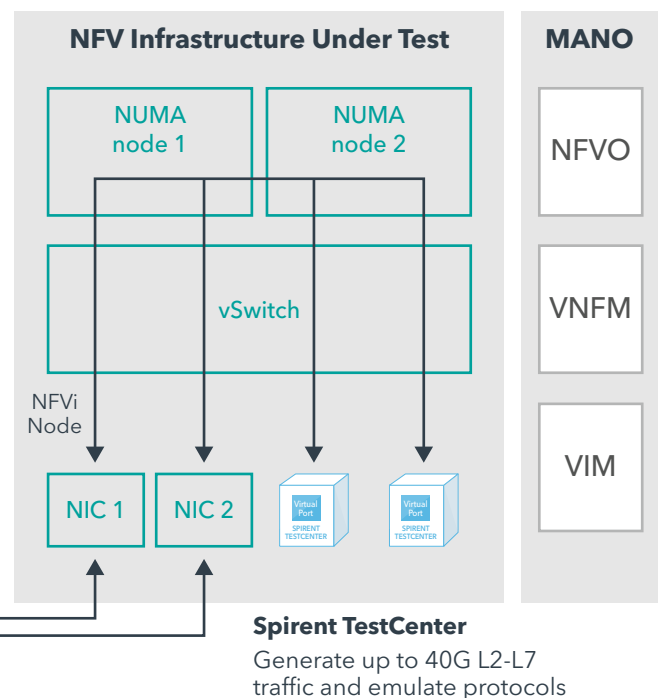 NFV Infrastructure Under Test
MANO
NUMA
node 1
NUMA
node 2
NFVO
vSwitch
VNFM
NFVi
Node
VIM
NIC 1
NIC 2
Virtual
Port
SPIRENT
TESTCENTER
Virtual
Port
SPIRENT
TESTCENTER
Spirent TestCenter
Generate up to 40G L2-L7
traffic and emulate protocols